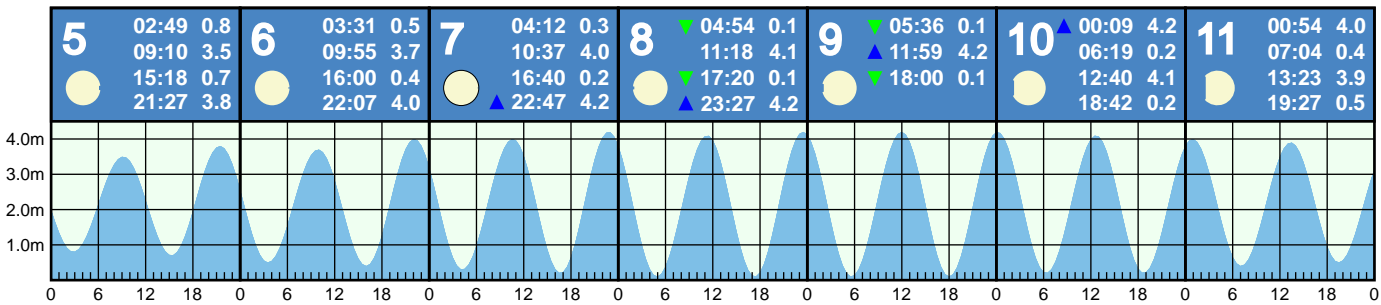 5 02:49 0.8
09:10 3.5
15:18 0.7
21:27 3.8
6 03:31 0.5
09:55 3.7
16:00 0.4
22:07 4.0
7 04:12 0.3
10:37 4.0
16:40 0.2
▲ 22:47 4.2
8 ▼ 04:54 0.1
11:18 4.1
▼ 17:20 0.1
▲ 23:27 4.2
9 ▼ 05:36 0.1
▲ 11:59 4.2
▼ 18:00 0.1
10 ▲ 00:09 4.2
06:19 0.2
12:40 4.1
18:42 0.2
11 00:54 4.0
07:04 0.4
13:23 3.9
19:27 0.5
4.0m
3.0m
2.0m
1.0m
0 6 12 18 0 6 12 18 0 6 12 18 0 6 12 18 0 6 12 18 0 6 12 18 0 6 12 18 0